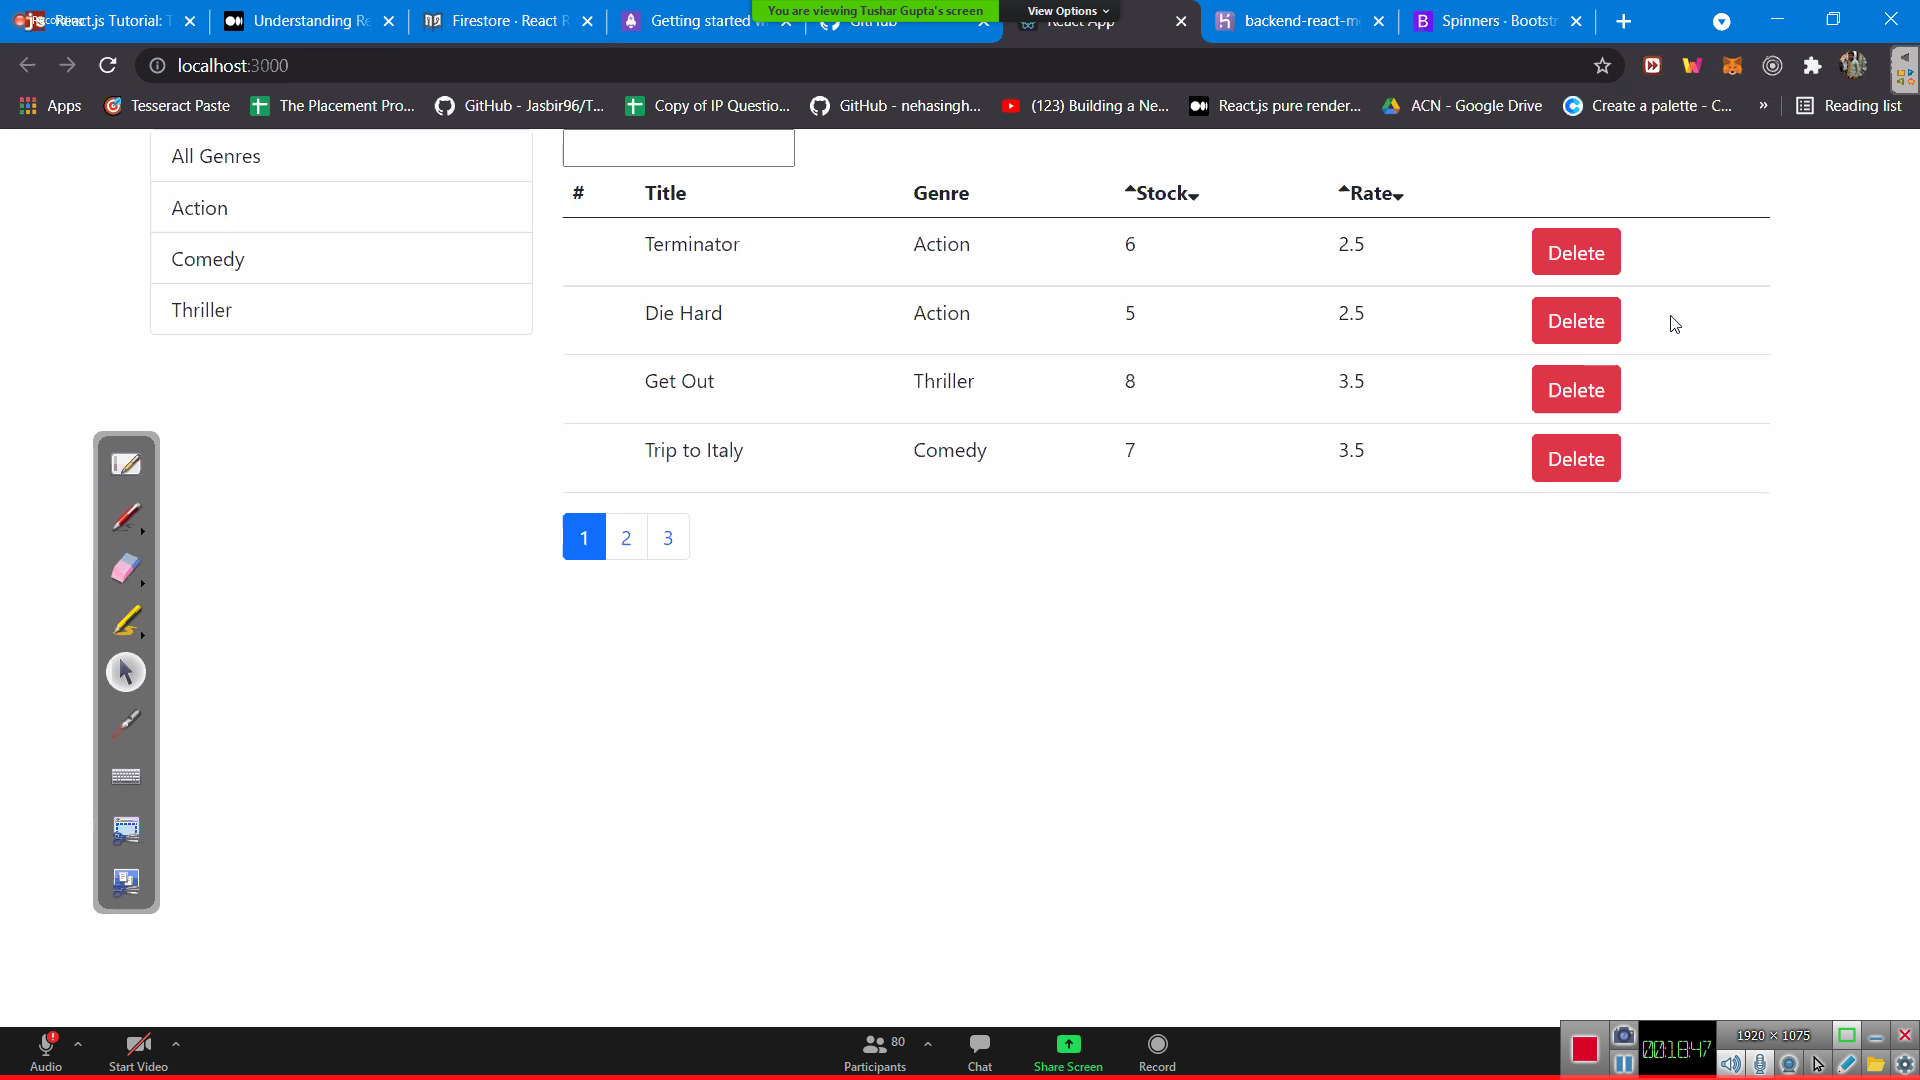 React.js Tutorial: T
Understanding Re
Firestore · React R
Getting started w
GitHub
React App
backend-react-m
Spinners · Bootstr
You are viewing Tushar Gupta's screen
View Options
localhost:3000
Apps
Tesseract Paste
The Placement Pro...
GitHub - Jasbir96/T...
Copy of IP Questio...
GitHub - nehasingh...
(123) Building a Ne...
React.js pure render...
ACN - Google Drive
Create a palette - C...
»
Reading list
All Genres
Action
Comedy
Thriller
# Title Genre Stock Rate
Terminator Action 6 2.5 Delete
Die Hard Action 5 2.5 Delete
Get Out Thriller 8 3.5 Delete
Trip to Italy Comedy 7 3.5 Delete
1 2 3
Audio
Start Video
80
Participants
Chat
Share Screen
Record
00:18:47
1920 × 1075